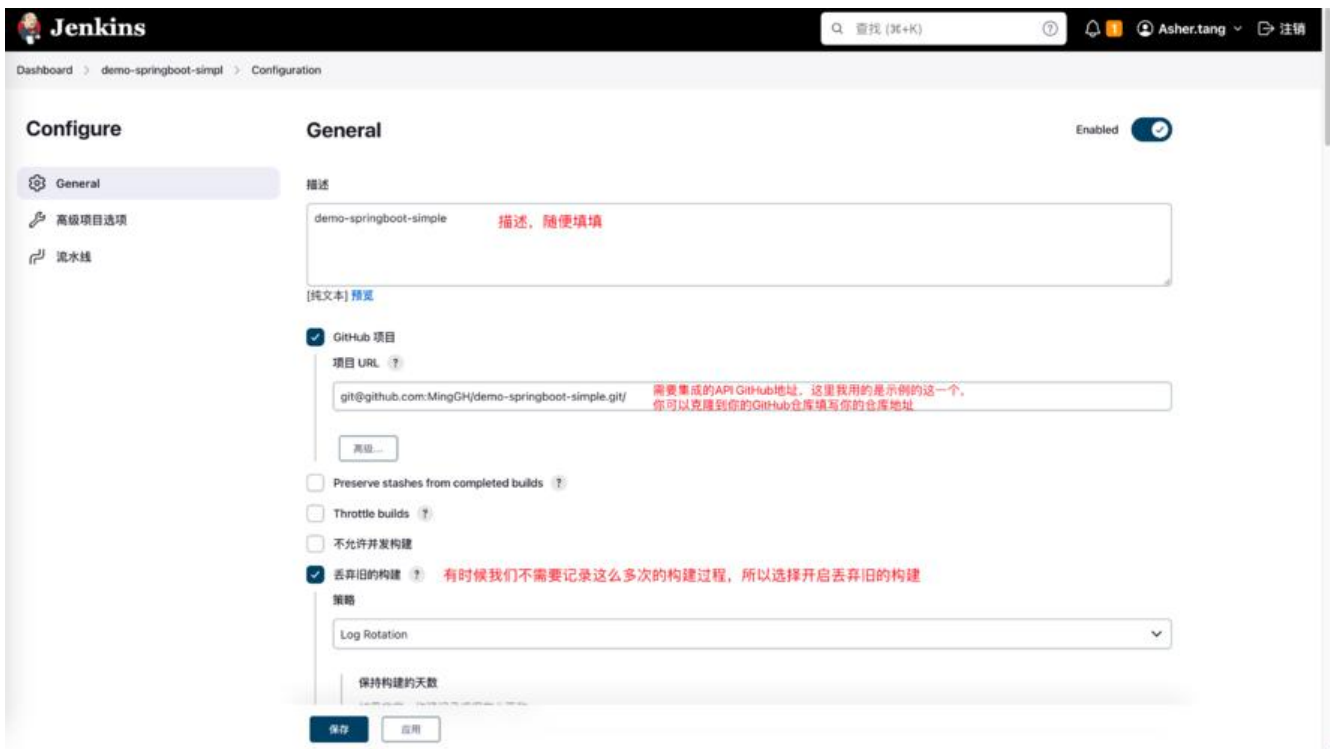 Jenkins
查找 (⌘+K)
1
Asher.tang
注销
Dashboard > demo-springboot-simpl > Configuration
Configure
General
高级项目选项
流水线
General
Enabled
描述
demo-springboot-simple
描述，随便填填
[纯文本] 预览
GitHub 项目
项目 URL ?
git@github.com:MingGH/demo-springboot-simple.git/
需要集成的API GitHub地址，这里我用的是示例的这一个，
你可以克隆到你的GitHub仓库填写你的仓库地址
高级...
Preserve stashes from completed builds ?
Throttle builds ?
不允许并发构建
丢弃旧的构建 ?
有时候我们不需要记录这么多次的构建过程，所以选择开启丢弃旧的构建
策略
Log Rotation
保持构建的天数
保存
应用